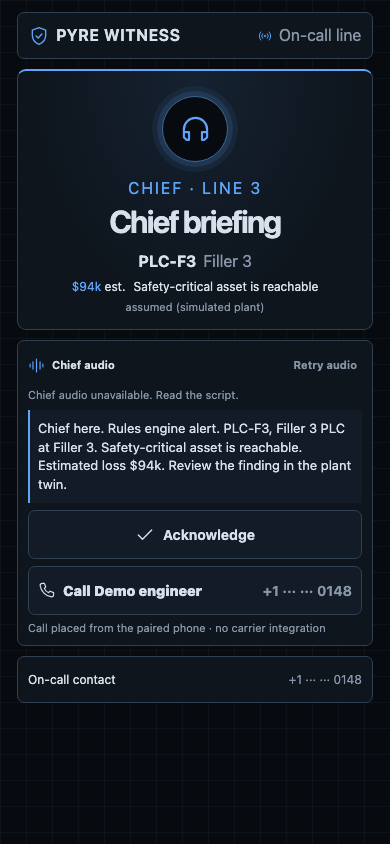 PYRE WITNESS
On-call line
CHIEF · LINE 3
Chief briefing
PLC-F3 Filler 3
$94k est. Safety-critical asset is reachable
assumed (simulated plant)
Chief audio
Retry audio
Chief audio unavailable. Read the script.
Chief here. Rules engine alert. PLC-F3, Filler 3 PLC
at Filler 3. Safety-critical asset is reachable.
Estimated loss $94k. Review the finding in the plant
twin.
Acknowledge
Call Demo engineer
+1 ··· ··· 0148
Call placed from the paired phone · no carrier integration
On-call contact
+1 ··· ··· 0148